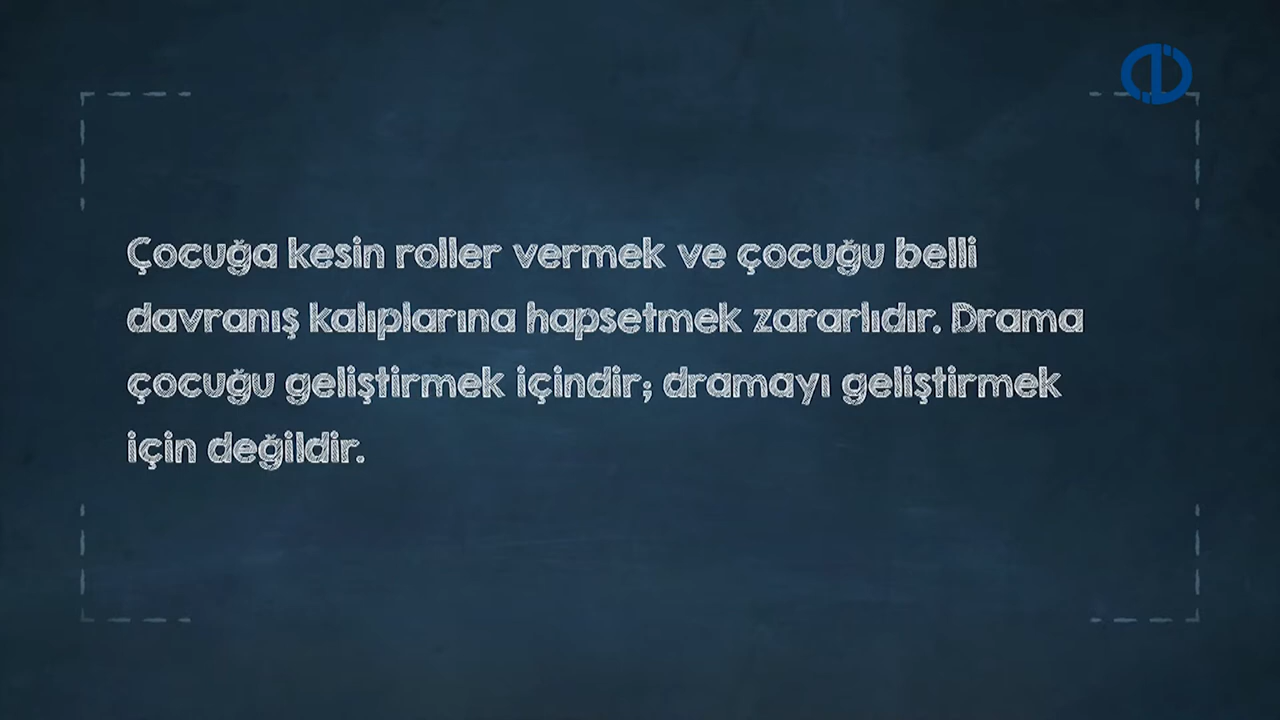 Çocuğa kesin roller vermek ve çocuğu belli
davranış kalıplarına hapsetmek zararlıdır. Drama
çocuğu geliştirmek içindir; dramayı geliştirmek
için değildir.